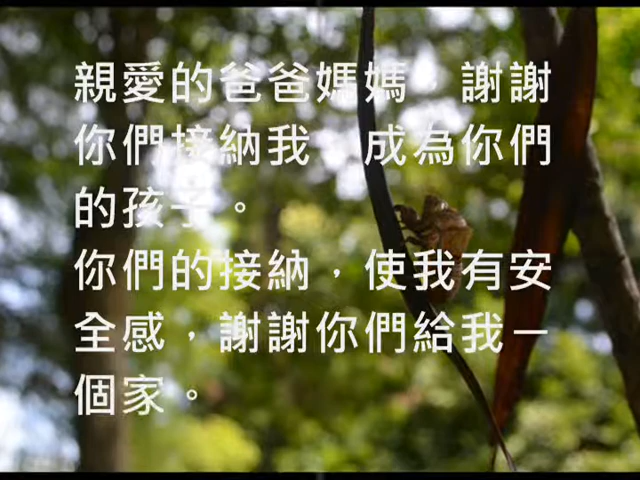 親愛的爸爸媽媽，謝謝
你們接納我，成為你們
的孩子。
你們的接納，使我有安
全感，謝謝你們給我一
個家。